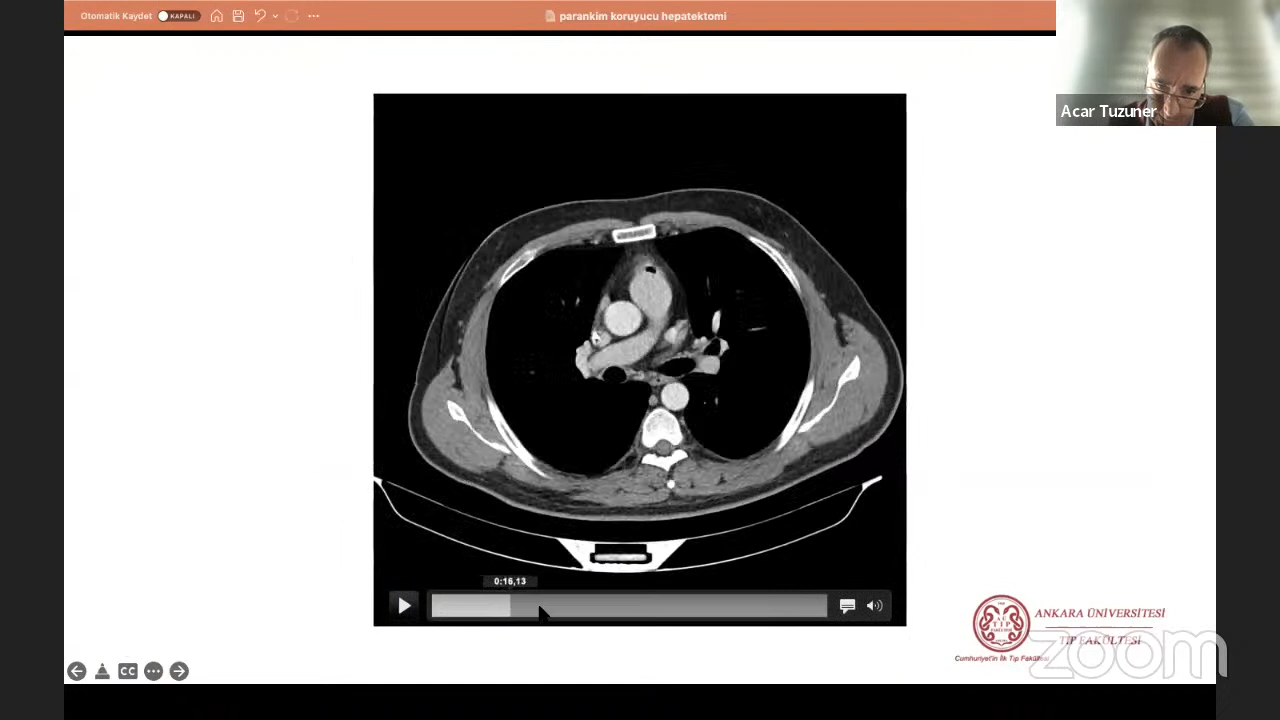 Otomatik Kaydet
KAPALI
parankim koruyucu hepatektomi
Acar Tuzuner
0:16,13
ANKARA ÜNİVERSİTESİ
TIP FAKÜLTESİ
Cumhuriyet'in İlk Tıp Fakültesi
zoom
CC